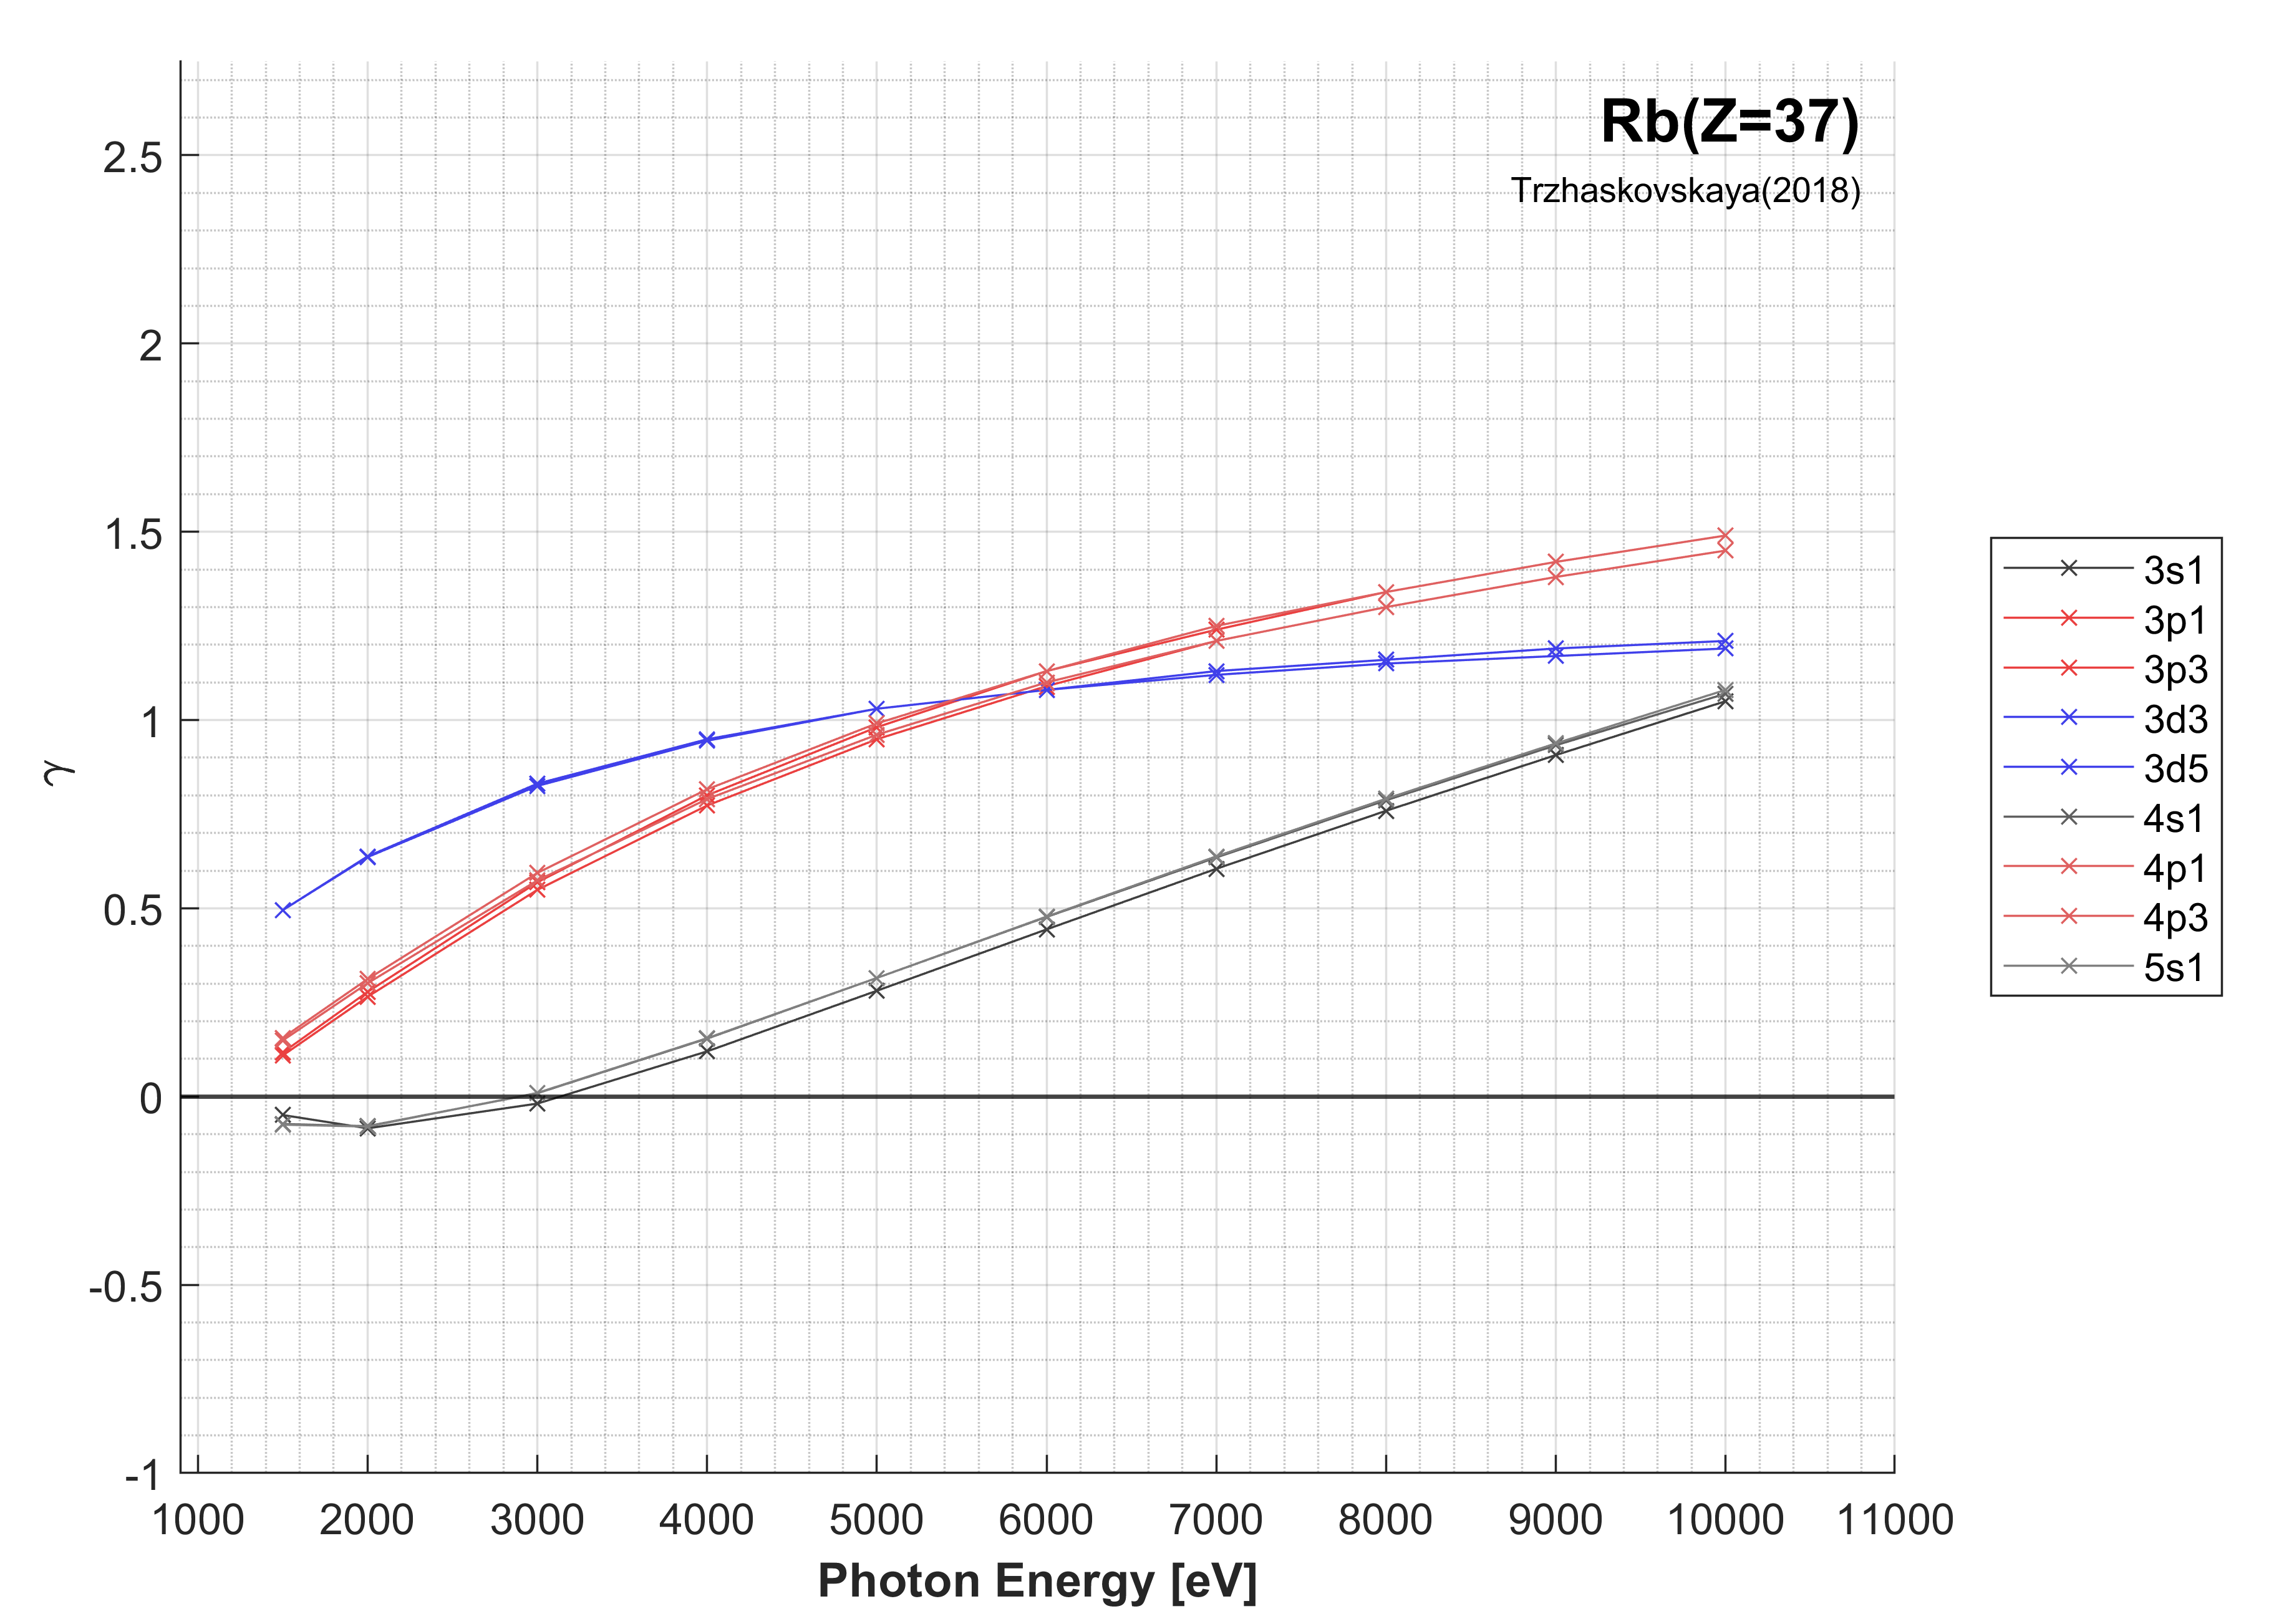 Rb(Z=37)
Trzhaskovskaya(2018)
2.5
2
1.5
1
0.5
0
-0.5
-1
γ
1000 2000 3000 4000 5000 6000 7000 8000 9000 10000 11000
Photon Energy [eV]
3s1
3p1
3p3
3d3
3d5
4s1
4p1
4p3
5s1